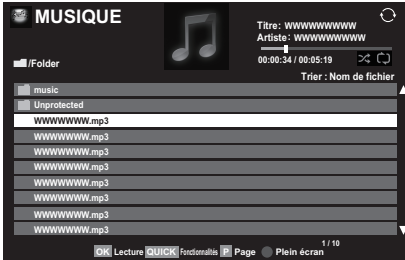 MUSIQUE
Titre: WWWWWWWWW
Artiste: WWWWWWWWWW
00:00:34 / 00:05:19
/Folder
Trier : Nom de fichier
music
Unprotected
WWWWWWW.mp3
WWWWWWW.mp3
WWWWWWW.mp3
WWWWWWW.mp3
WWWWWWW.mp3
WWWWWWW.mp3
WWWWWWW.mp3
WWWWWWW.mp3
1 / 10
OK Lecture QUICK Fonctionnalités P Page Plein écran